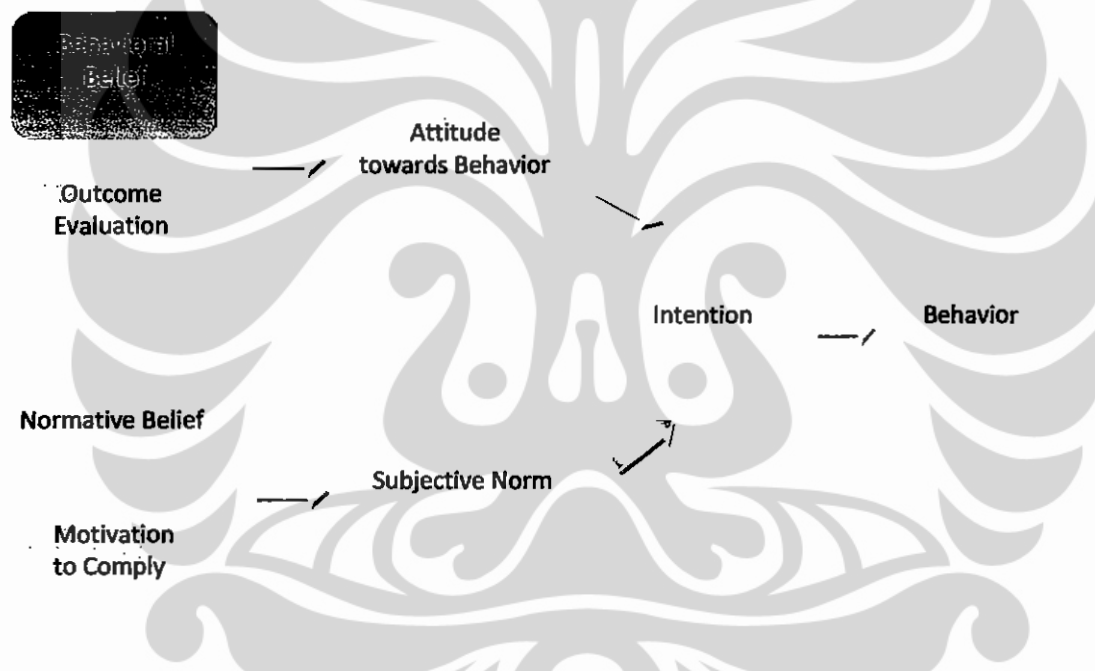 Behavioral
Belief
Attitude
towards Behavior
Outcome
Evaluation
Intention
Behavior
Normative Belief
Subjective Norm
Motivation
to Comply